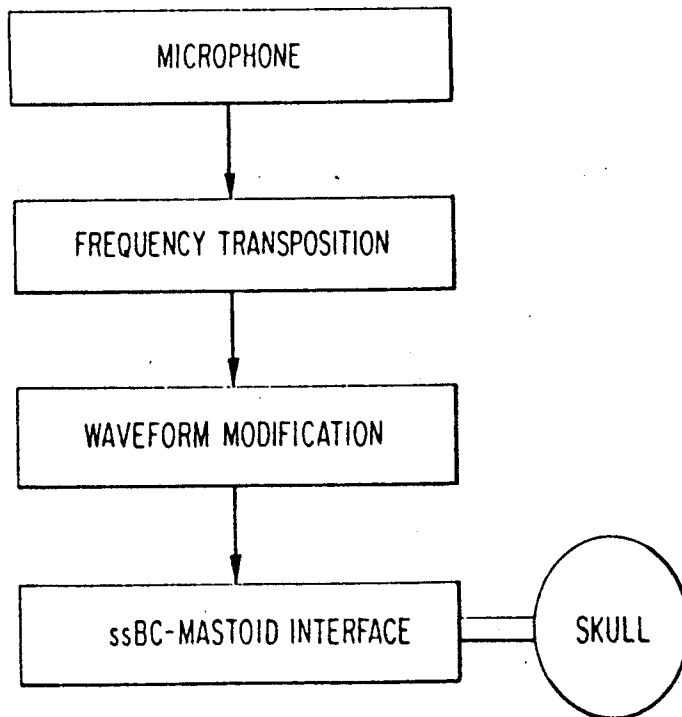 MICROPHONE
FREQUENCY TRANSPOSITION
WAVEFORM MODIFICATION
ssBC-MASTOID INTERFACE
SKULL